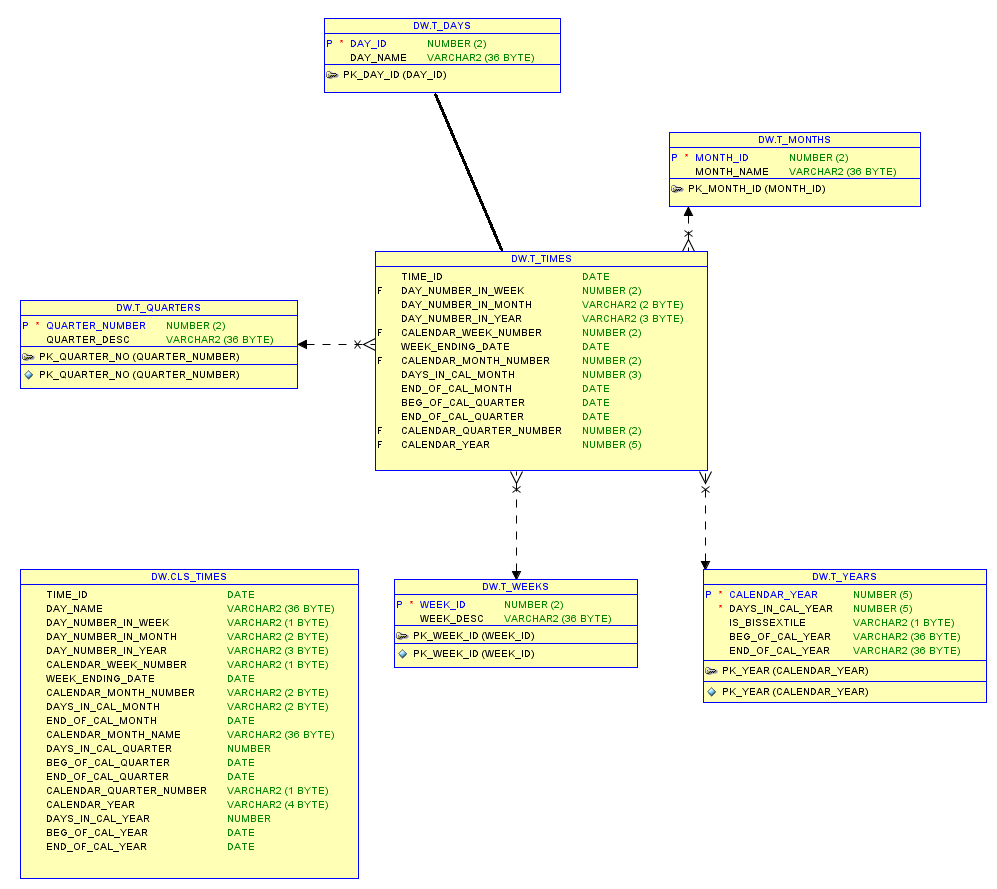 DW.T_DAYS
P * DAY_ID NUMBER (2)
DAY_NAME VARCHAR2 (36 BYTE)
PK_DAY_ID (DAY_ID)
DW.T_MONTHS
P * MONTH_ID NUMBER (2)
MONTH_NAME VARCHAR2 (36 BYTE)
PK_MONTH_ID (MONTH_ID)
DW.T_TIMES
TIME_ID DATE
F DAY_NUMBER_IN_WEEK NUMBER (2)
DAY_NUMBER_IN_MONTH VARCHAR2 (2 BYTE)
DAY_NUMBER_IN_YEAR VARCHAR2 (3 BYTE)
F CALENDAR_WEEK_NUMBER NUMBER (2)
WEEK_ENDING_DATE DATE
F CALENDAR_MONTH_NUMBER NUMBER (2)
DAYS_IN_CAL_MONTH NUMBER (3)
END_OF_CAL_MONTH DATE
BEG_OF_CAL_QUARTER DATE
END_OF_CAL_QUARTER DATE
F CALENDAR_QUARTER_NUMBER NUMBER (2)
F CALENDAR_YEAR NUMBER (5)
DW.T_QUARTERS
P * QUARTER_NUMBER NUMBER (2)
QUARTER_DESC VARCHAR2 (36 BYTE)
PK_QUARTER_NO (QUARTER_NUMBER)
PK_QUARTER_NO (QUARTER_NUMBER)
DW.CLS_TIMES
TIME_ID DATE
DAY_NAME VARCHAR2 (36 BYTE)
DAY_NUMBER_IN_WEEK VARCHAR2 (1 BYTE)
DAY_NUMBER_IN_MONTH VARCHAR2 (2 BYTE)
DAY_NUMBER_IN_YEAR VARCHAR2 (3 BYTE)
CALENDAR_WEEK_NUMBER VARCHAR2 (1 BYTE)
WEEK_ENDING_DATE DATE
CALENDAR_MONTH_NUMBER VARCHAR2 (2 BYTE)
DAYS_IN_CAL_MONTH VARCHAR2 (2 BYTE)
END_OF_CAL_MONTH DATE
CALENDAR_MONTH_NAME VARCHAR2 (36 BYTE)
DAYS_IN_CAL_QUARTER NUMBER
BEG_OF_CAL_QUARTER DATE
END_OF_CAL_QUARTER DATE
CALENDAR_QUARTER_NUMBER VARCHAR2 (1 BYTE)
CALENDAR_YEAR VARCHAR2 (4 BYTE)
DAYS_IN_CAL_YEAR NUMBER
BEG_OF_CAL_YEAR DATE
END_OF_CAL_YEAR DATE
DW.T_WEEKS
P * WEEK_ID NUMBER (2)
WEEK_DESC VARCHAR2 (36 BYTE)
PK_WEEK_ID (WEEK_ID)
PK_WEEK_ID (WEEK_ID)
DW.T_YEARS
P * CALENDAR_YEAR NUMBER (5)
* DAYS_IN_CAL_YEAR NUMBER (5)
IS_BISSEXTILE VARCHAR2 (1 BYTE)
BEG_OF_CAL_YEAR VARCHAR2 (36 BYTE)
END_OF_CAL_YEAR VARCHAR2 (36 BYTE)
PK_YEAR (CALENDAR_YEAR)
PK_YEAR (CALENDAR_YEAR)